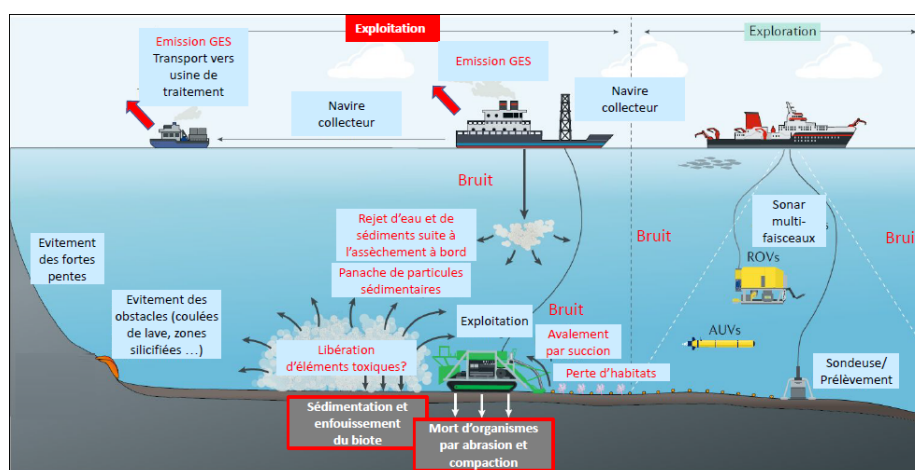 Exploitation
Exploration
Emission GES
Transport vers
usine de
traitement
Emission GES
Navire
collecteur
Navire
collecteur
Bruit
Rejet d'eau et de
sédiments suite à
l'assèchement à bord
Bruit
Sonar
multi-
faisceaux
Bruit
Evitement
des fortes
pentes
Panache de particules
sédimentaires
ROVs
Evitement des
obstacles (coulées
de lave, zones
silicifiées ...)
Exploitation
Bruit
Avalement
par succion
AUVs
Libération
d'éléments toxiques?
Perte d'habitats
Sondeuse/
Prélèvement
Sédimentation et
enfouissement
du biote
Mort d'organismes
par abrasion et
compaction